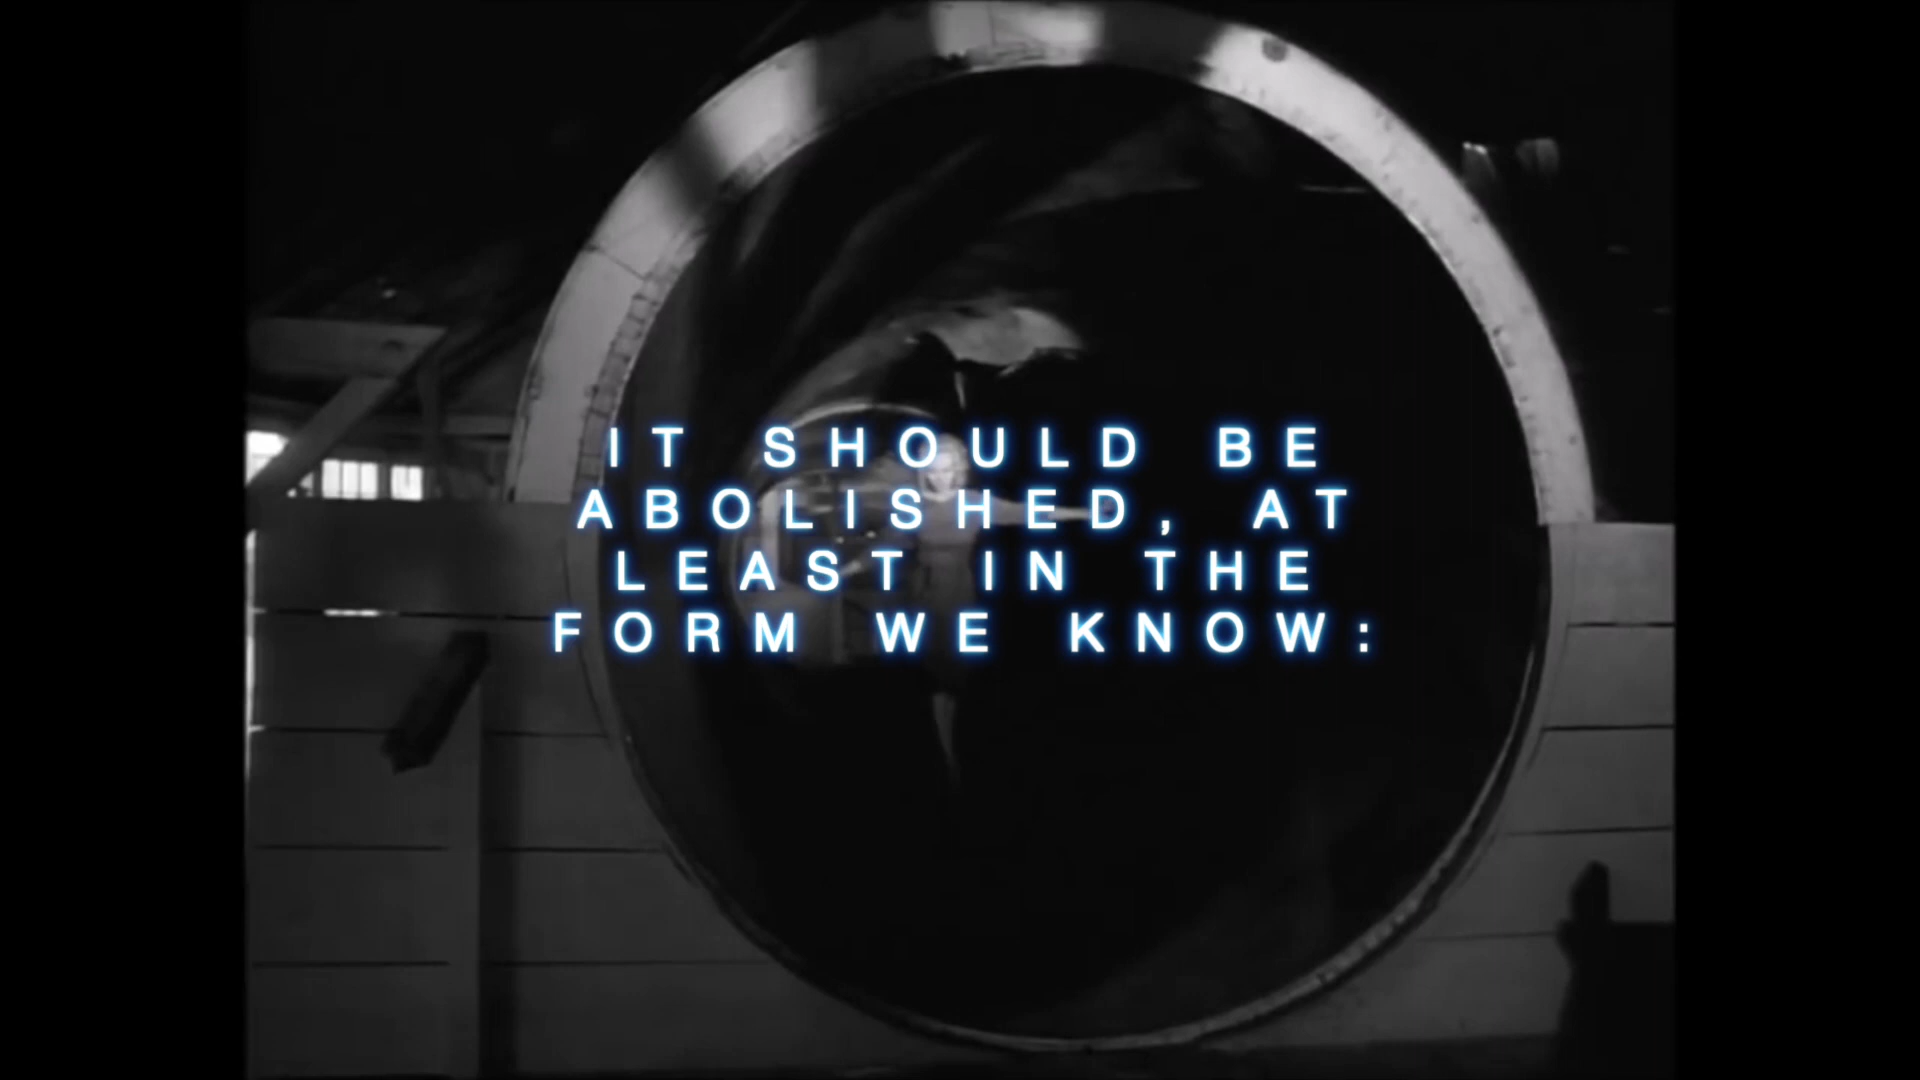 IT SHOULD BE
ABOLISHED, AT
LEAST IN THE
FORM WE KNOW: